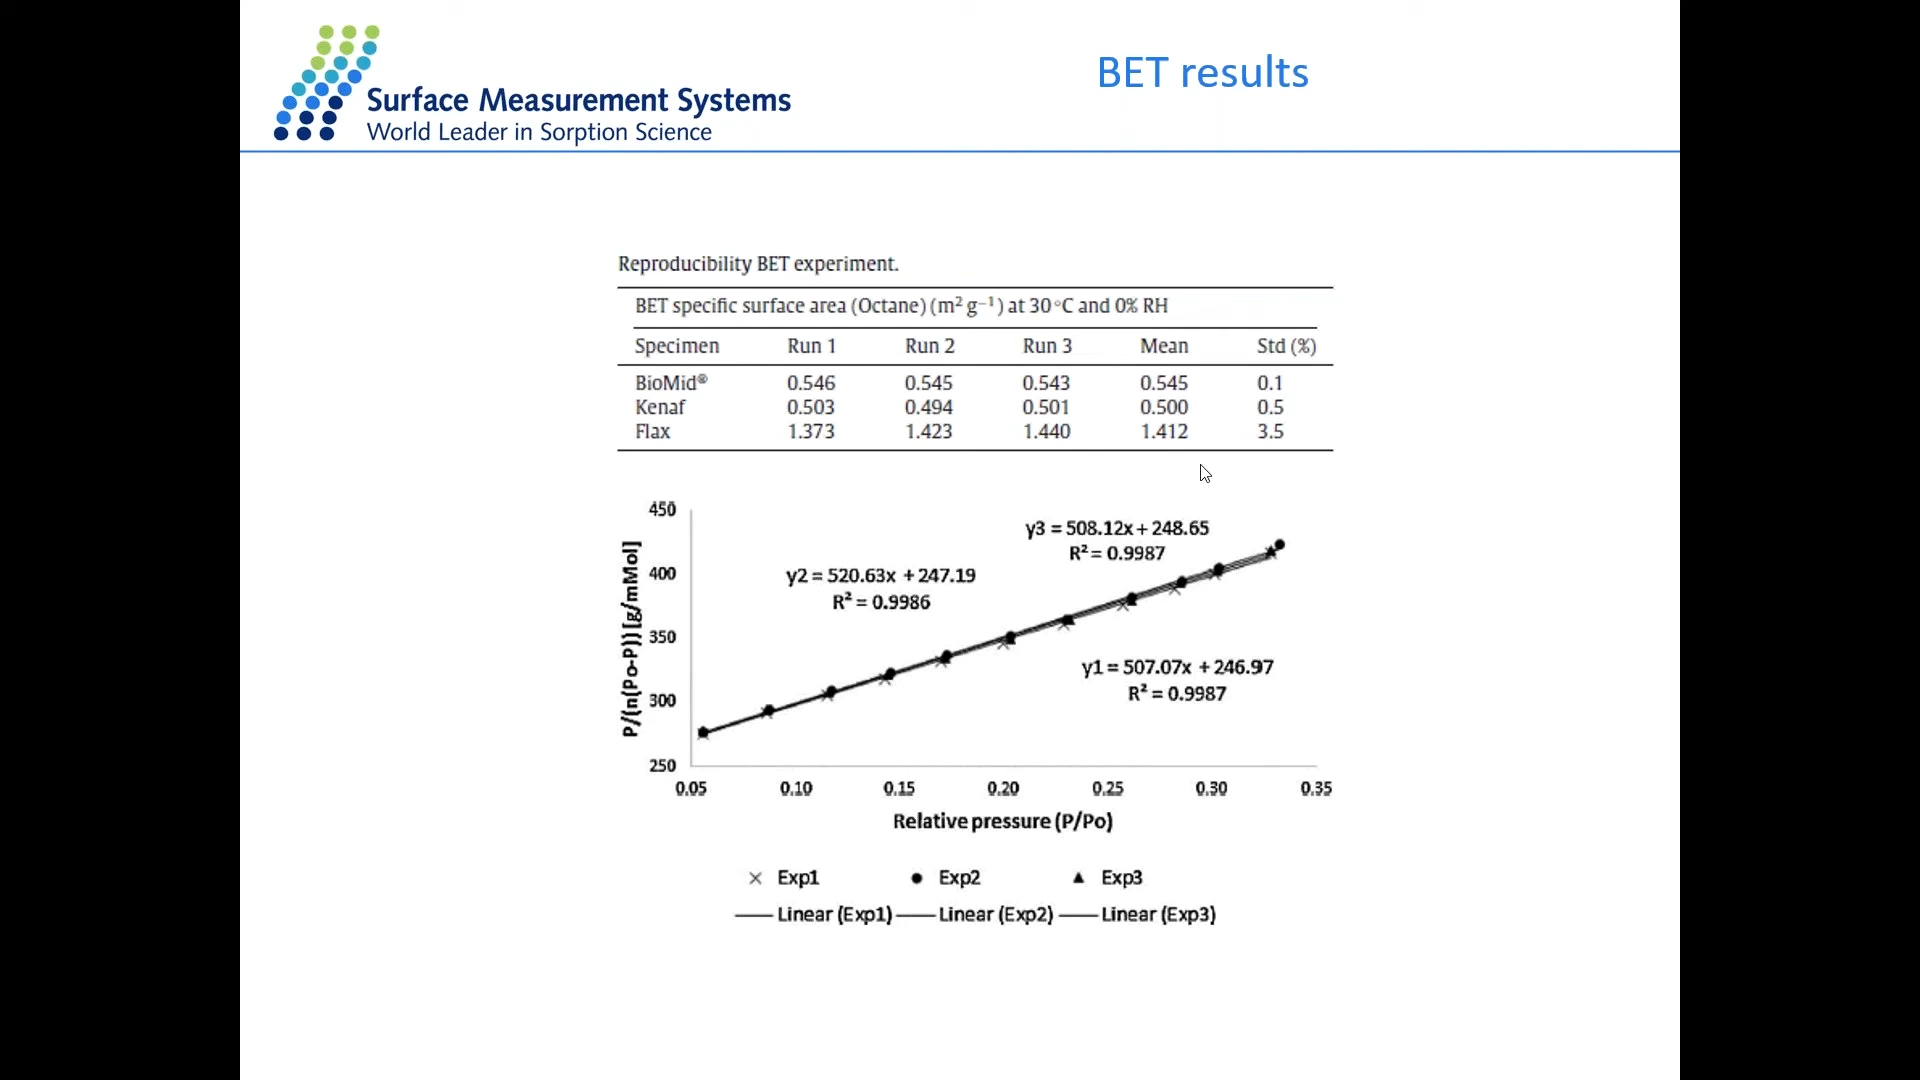 Surface Measurement Systems
World Leader in Sorption Science
BET results
Reproducibility BET experiment.
BET specific surface area (Octane) (m² g⁻¹) at 30 °C and 0% RH
Specimen Run 1 Run 2 Run 3 Mean Std (%)
BioMid® 0.546 0.545 0.543 0.545 0.1
Kenaf 0.503 0.494 0.501 0.500 0.5
Flax 1.373 1.423 1.440 1.412 3.5
P/(n(Po-P)) [g/mMol]
450
400
350
300
250
y3 = 508.12x + 248.65
R² = 0.9987
y2 = 520.63x + 247.19
R² = 0.9986
y1 = 507.07x + 246.97
R² = 0.9987
0.05 0.10 0.15 0.20 0.25 0.30 0.35
Relative pressure (P/Po)
Exp1 Exp2 Exp3
Linear (Exp1) Linear (Exp2) Linear (Exp3)